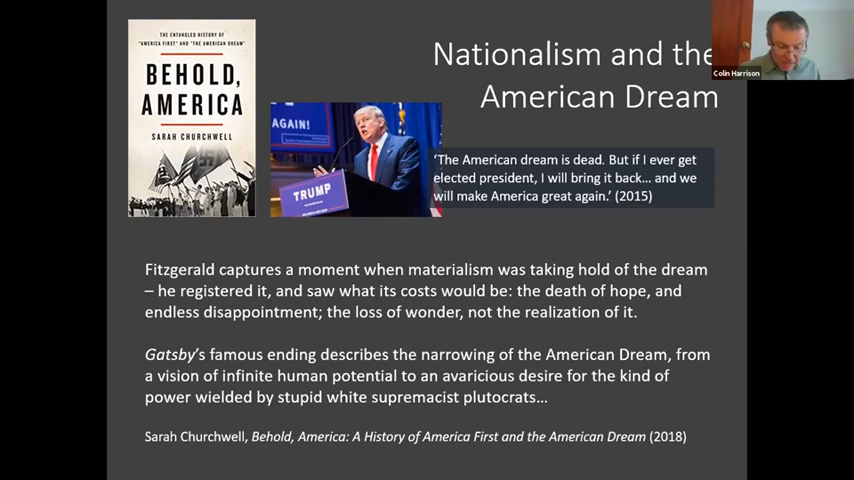 THE ENTANGLED HISTORY OF
"AMERICA FIRST" AND "THE AMERICAN DREAM"
BEHOLD,
AMERICA
SARAH CHURCHWELL
AGAIN!
TRUMP
Nationalism and the
American Dream
Colin Harrison
‘The American dream is dead. But if I ever get
elected president, I will bring it back… and we
will make America great again.’ (2015)
Fitzgerald captures a moment when materialism was taking hold of the dream
– he registered it, and saw what its costs would be: the death of hope, and
endless disappointment; the loss of wonder, not the realization of it.
Gatsby’s famous ending describes the narrowing of the American Dream, from
a vision of infinite human potential to an avaricious desire for the kind of
power wielded by stupid white supremacist plutocrats…
Sarah Churchwell, Behold, America: A History of America First and the American Dream (2018)